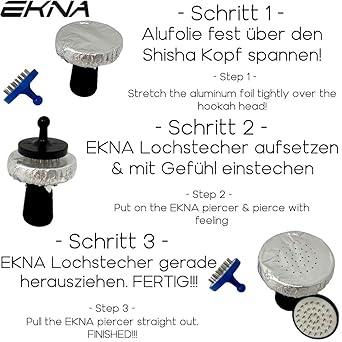 EKNA
- Schritt 1 -
Alufolie fest über den
Shisha Kopf spannen!
- Step 1 -
Stretch the aluminum foil tightly over the
hookah head!
- Schritt 2 -
EKNA Lochstecher aufsetzen
& mit Gefühl einstechen
- Step 2 -
Put on the EKNA piercer & pierce with
feeling
- Schritt 3 -
EKNA Lochstecher gerade
herausziehen. FERTIG!!!
- Step 3 -
Pull the EKNA piercer straight out.
FINISHED!!!